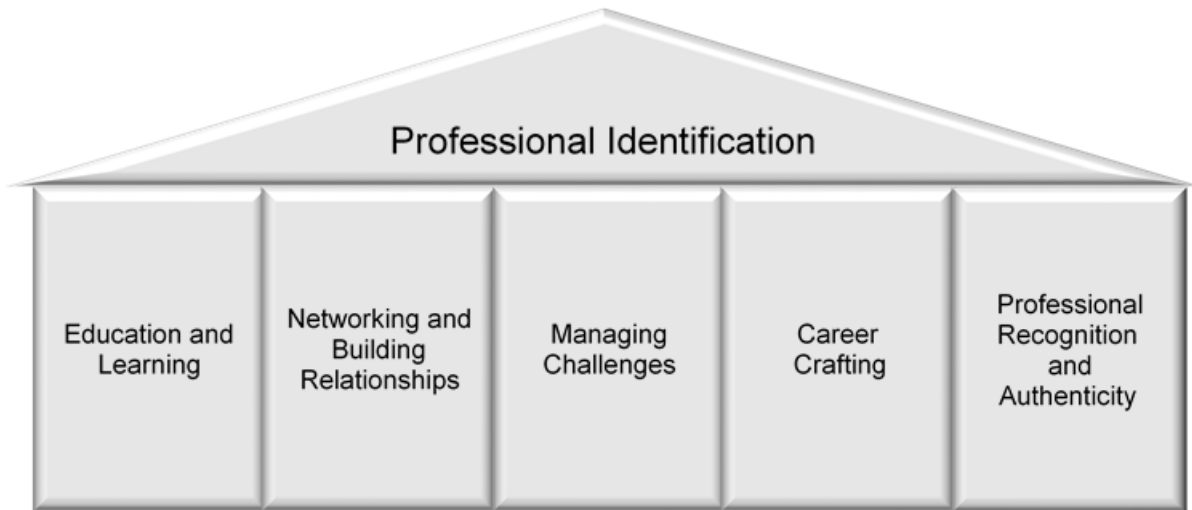 Professional Identification
Education and
Learning
Networking and
Building
Relationships
Managing
Challenges
Career
Crafting
Professional
Recognition
and
Authenticity